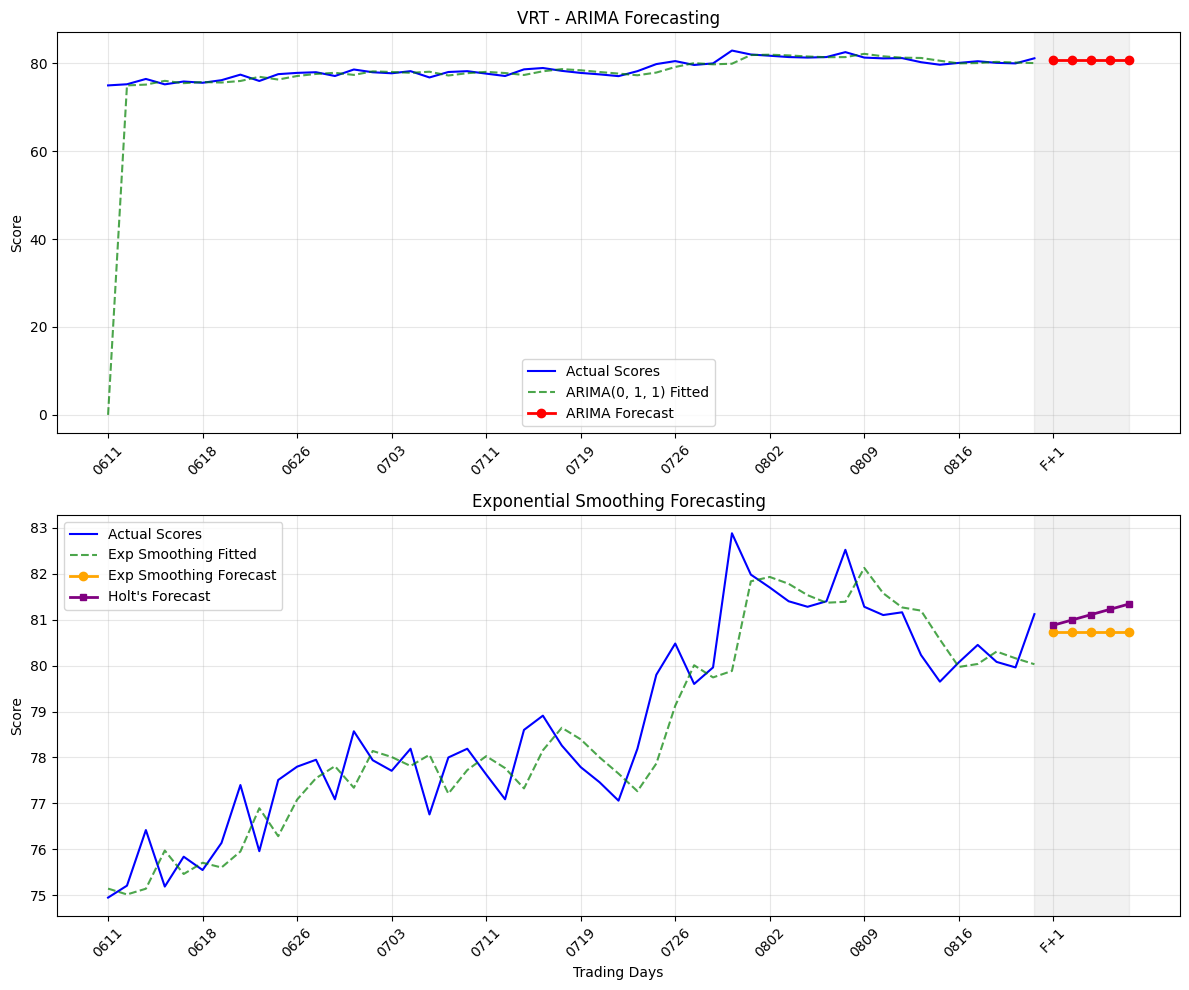 VRT - ARIMA Forecasting
Score
80
60
40
20
0
Actual Scores
ARIMA(0, 1, 1) Fitted
ARIMA Forecast
0611
0618
0626
0703
0711
0719
0726
0802
0809
0816
F+1
Exponential Smoothing Forecasting
Score
83
82
81
80
79
78
77
76
75
Actual Scores
Exp Smoothing Fitted
Exp Smoothing Forecast
Holt's Forecast
0611
0618
0626
0703
0711
0719
0726
0802
0809
0816
F+1
Trading Days